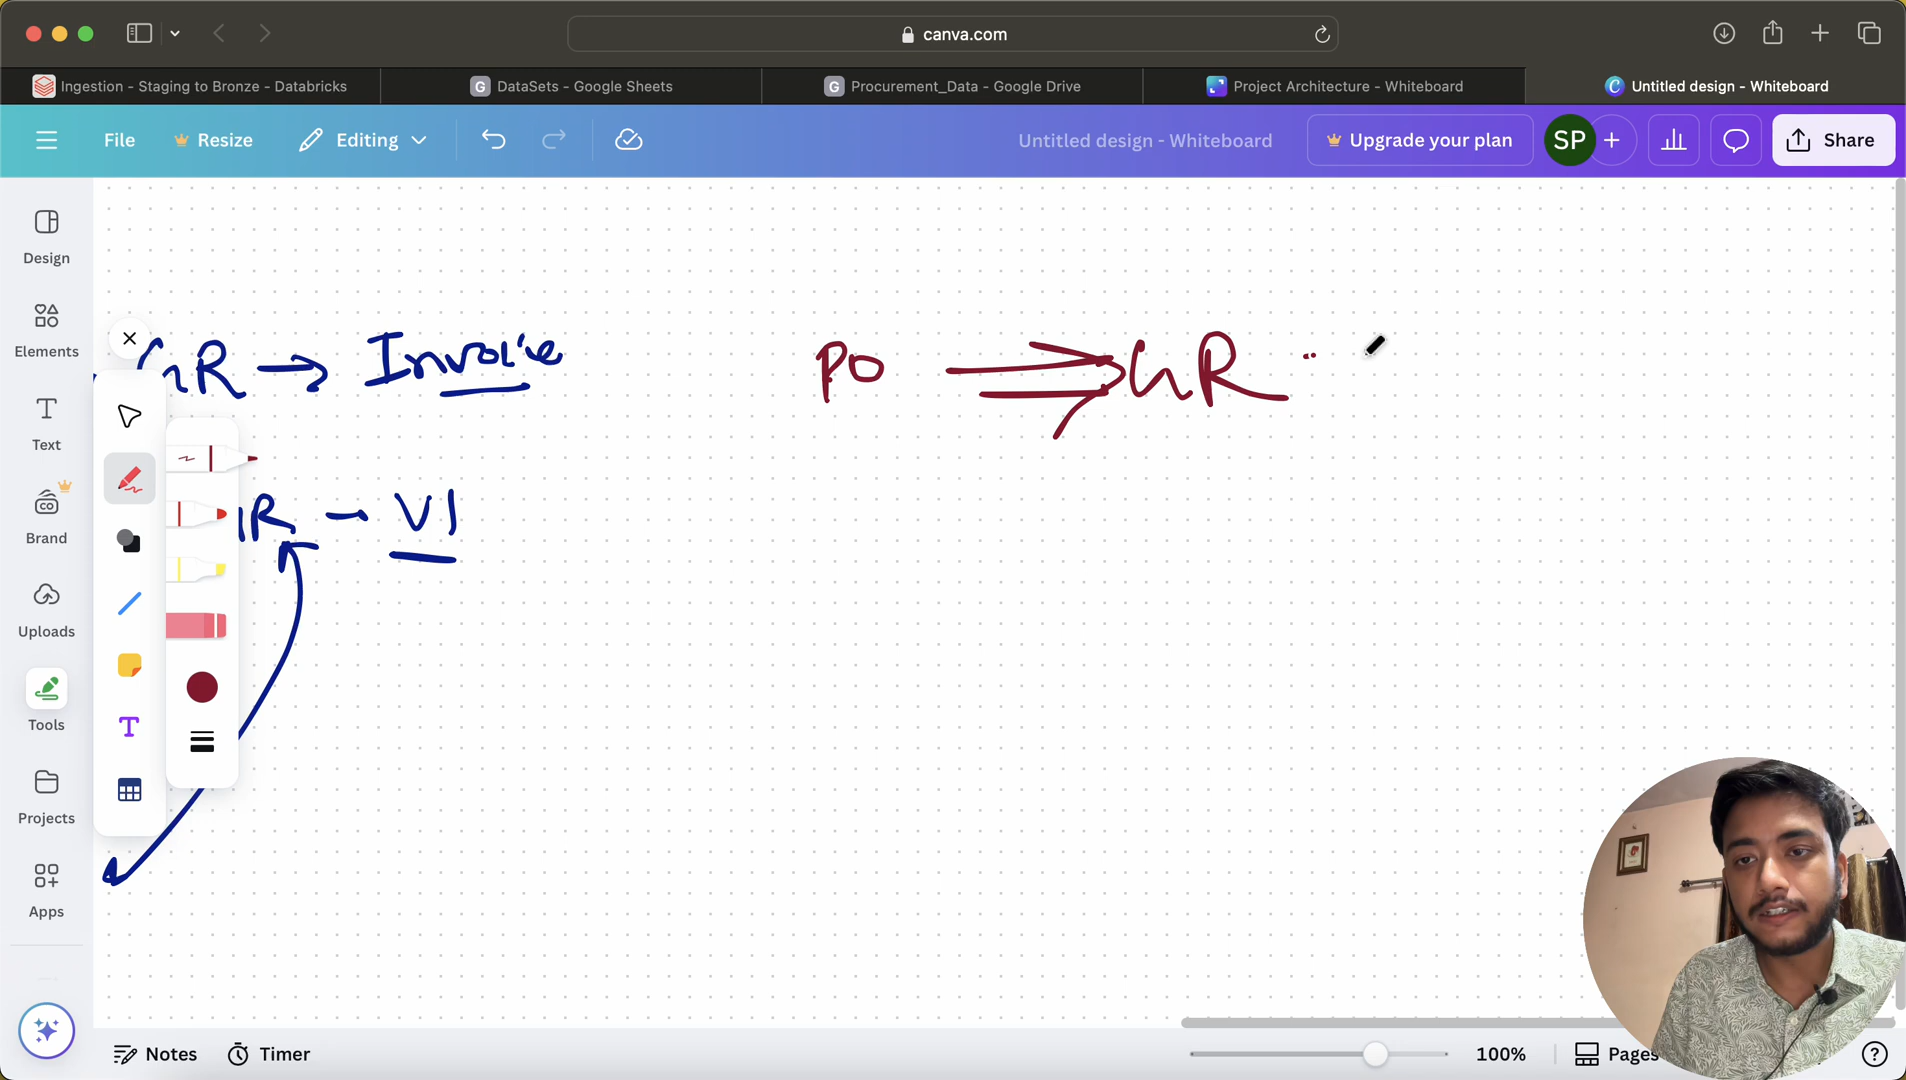 canva.com
Ingestion - Staging to Bronze - Databricks
DataSets - Google Sheets
Procurement_Data - Google Drive
Project Architecture - Whiteboard
Untitled design - Whiteboard
File
Resize
Editing
Untitled design - Whiteboard
Upgrade your plan
SP
Share
Design
Elements
Text
Brand
Uploads
Tools
Projects
Apps
GR → Invoice
PO → GR
R - VI
Notes
Timer
100%
Pages